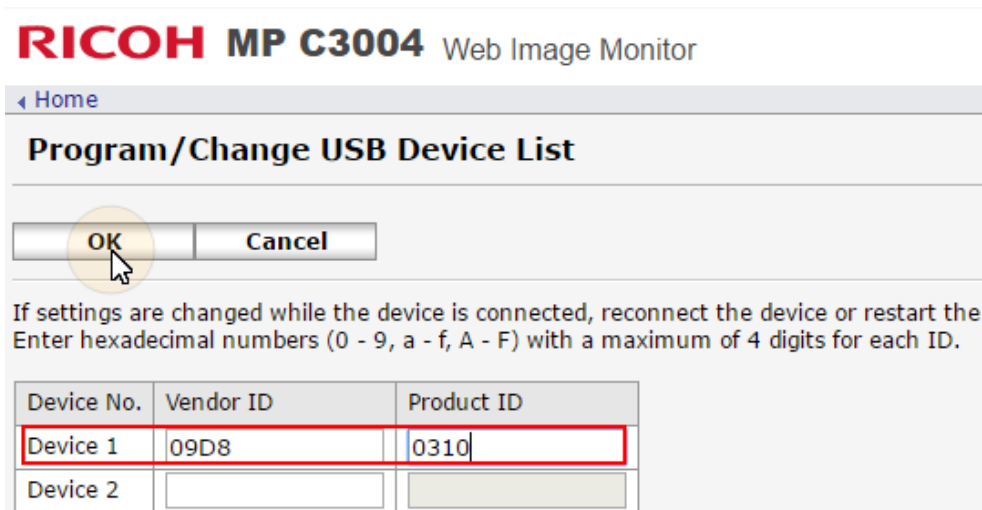 RICOH MP C3004 Web Image Monitor
Home
Program/Change USB Device List
OK Cancel
If settings are changed while the device is connected, reconnect the device or restart the
Enter hexadecimal numbers (0 - 9, a - f, A - F) with a maximum of 4 digits for each ID.
Device No. Vendor ID Product ID
Device 1 09D8 0310
Device 2